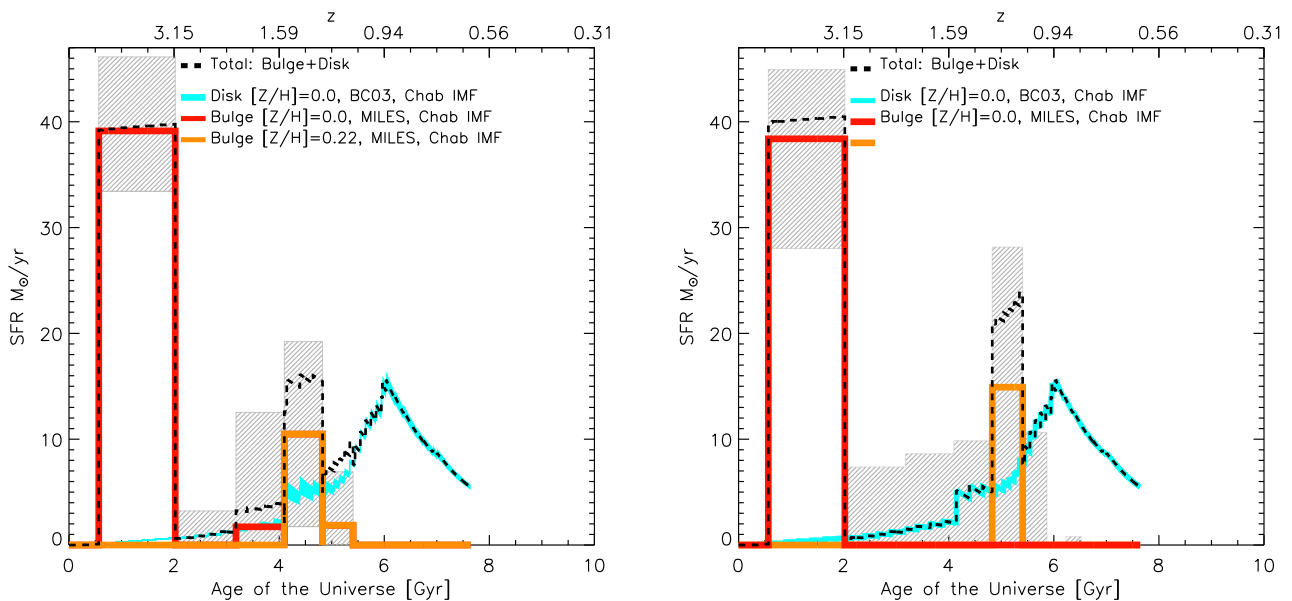 z
3.15 1.59 0.94 0.56 0.31
Total: Bulge+Disk
Disk [Z/H]=0.0, BC03, Chab IMF
Bulge [Z/H]=0.0, MILES, Chab IMF
Bulge [Z/H]=0.22, MILES, Chab IMF
40
30
20
10
0
SFR M⊙/yr
0 2 4 6 8 10
Age of the Universe [Gyr]
z
3.15 1.59 0.94 0.56 0.31
Total: Bulge+Disk
Disk [Z/H]=0.0, BC03, Chab IMF
Bulge [Z/H]=0.0, MILES, Chab IMF
40
30
20
10
0
SFR M⊙/yr
0 2 4 6 8 10
Age of the Universe [Gyr]